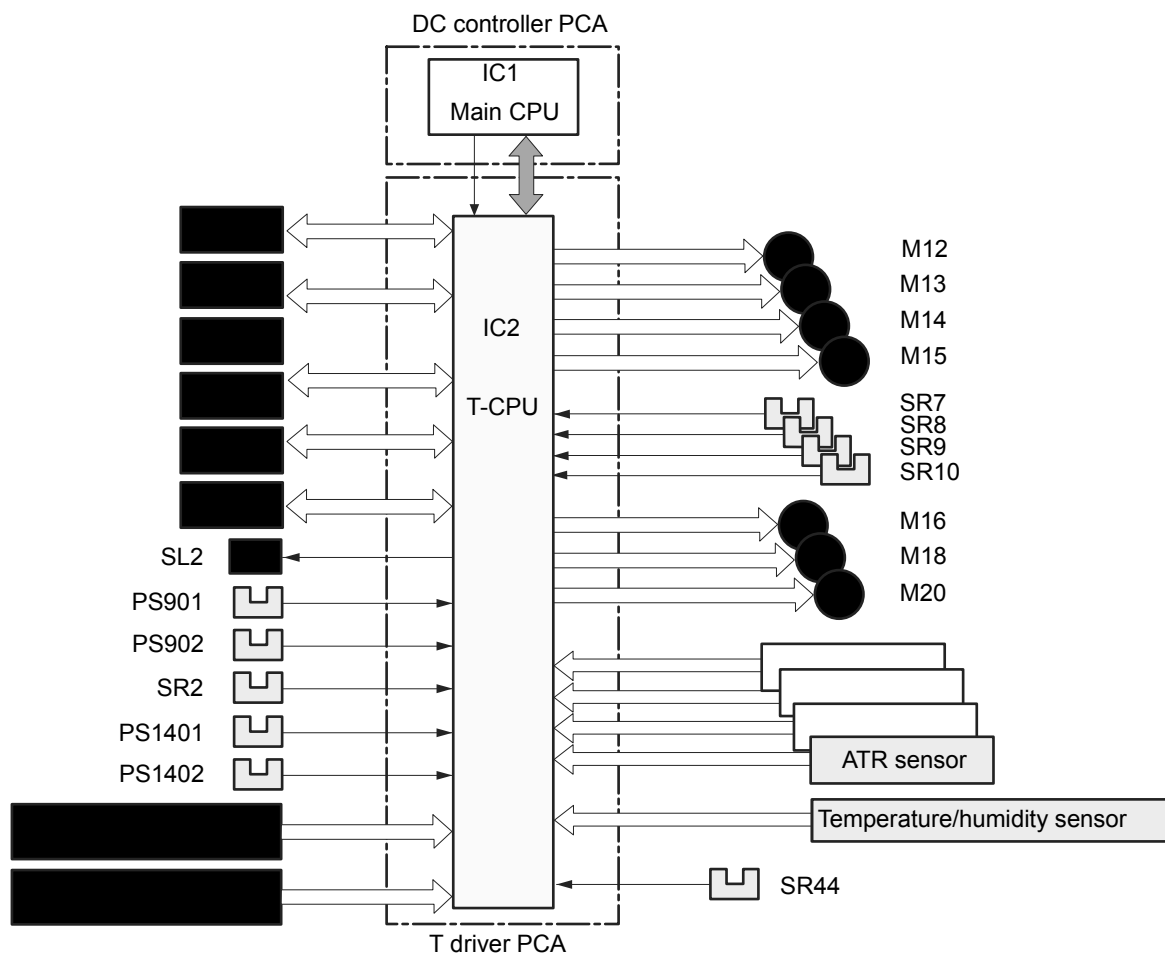 DC controller PCA
IC1
Main CPU
IC2
T-CPU
SL2
PS901
PS902
SR2
PS1401
PS1402
M12
M13
M14
M15
SR7
SR8
SR9
SR10
M16
M18
M20
ATR sensor
Temperature/humidity sensor
SR44
T driver PCA